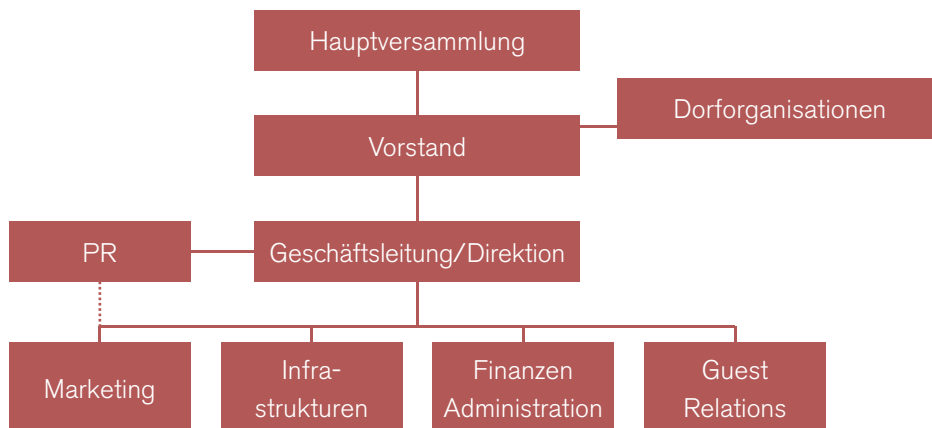 Hauptversammlung
Dorforganisationen
Vorstand
PR
Geschäftsleitung/Direktion
Marketing
Infra-
strukturen
Finanzen
Administration
Guest
Relations